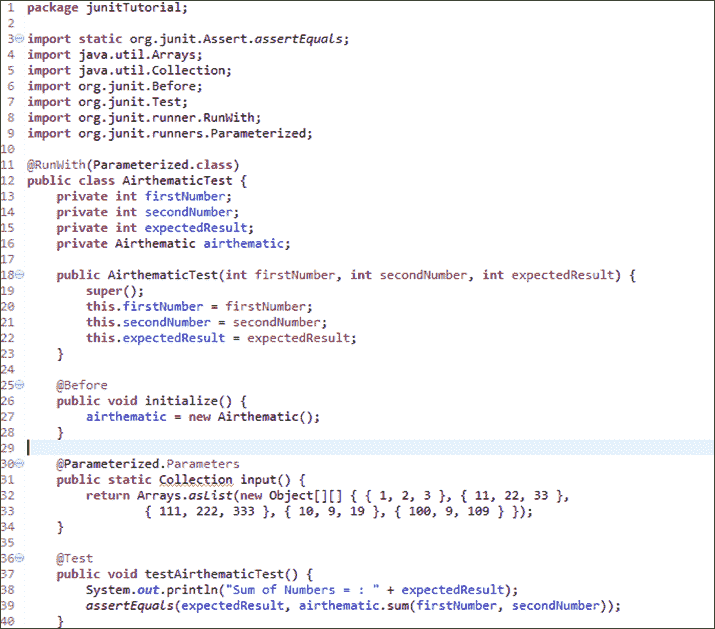 1 package junitTutorial;
2
3 import static org.junit.Assert.assertEquals;
4 import java.util.Arrays;
5 import java.util.Collection;
6 import org.junit.Before;
7 import org.junit.Test;
8 import org.junit.runner.RunWith;
9 import org.junit.runners.Parameterized;
10
11 @RunWith(Parameterized.class)
12 public class AirthematicTest {
13     private int firstNumber;
14     private int secondNumber;
15     private int expectedResult;
16     private Airthematic airthematic;
17
18     public AirthematicTest(int firstNumber, int secondNumber, int expectedResult) {
19         super();
20         this.firstNumber = firstNumber;
21         this.secondNumber = secondNumber;
22         this.expectedResult = expectedResult;
23     }
24
25     @Before
26     public void initialize() {
27         airthematic = new Airthematic();
28     }
29
30     @Parameterized.Parameters
31     public static Collection input() {
32         return Arrays.asList(new Object[][] { { 1, 2, 3 }, { 11, 22, 33 },
33                 { 111, 222, 333 }, { 10, 9, 19 }, { 100, 9, 109 } });
34     }
35
36     @Test
37     public void testAirthematicTest() {
38         System.out.println("Sum of Numbers = : " + expectedResult);
39         assertEquals(expectedResult, airthematic.sum(firstNumber, secondNumber));
40     }